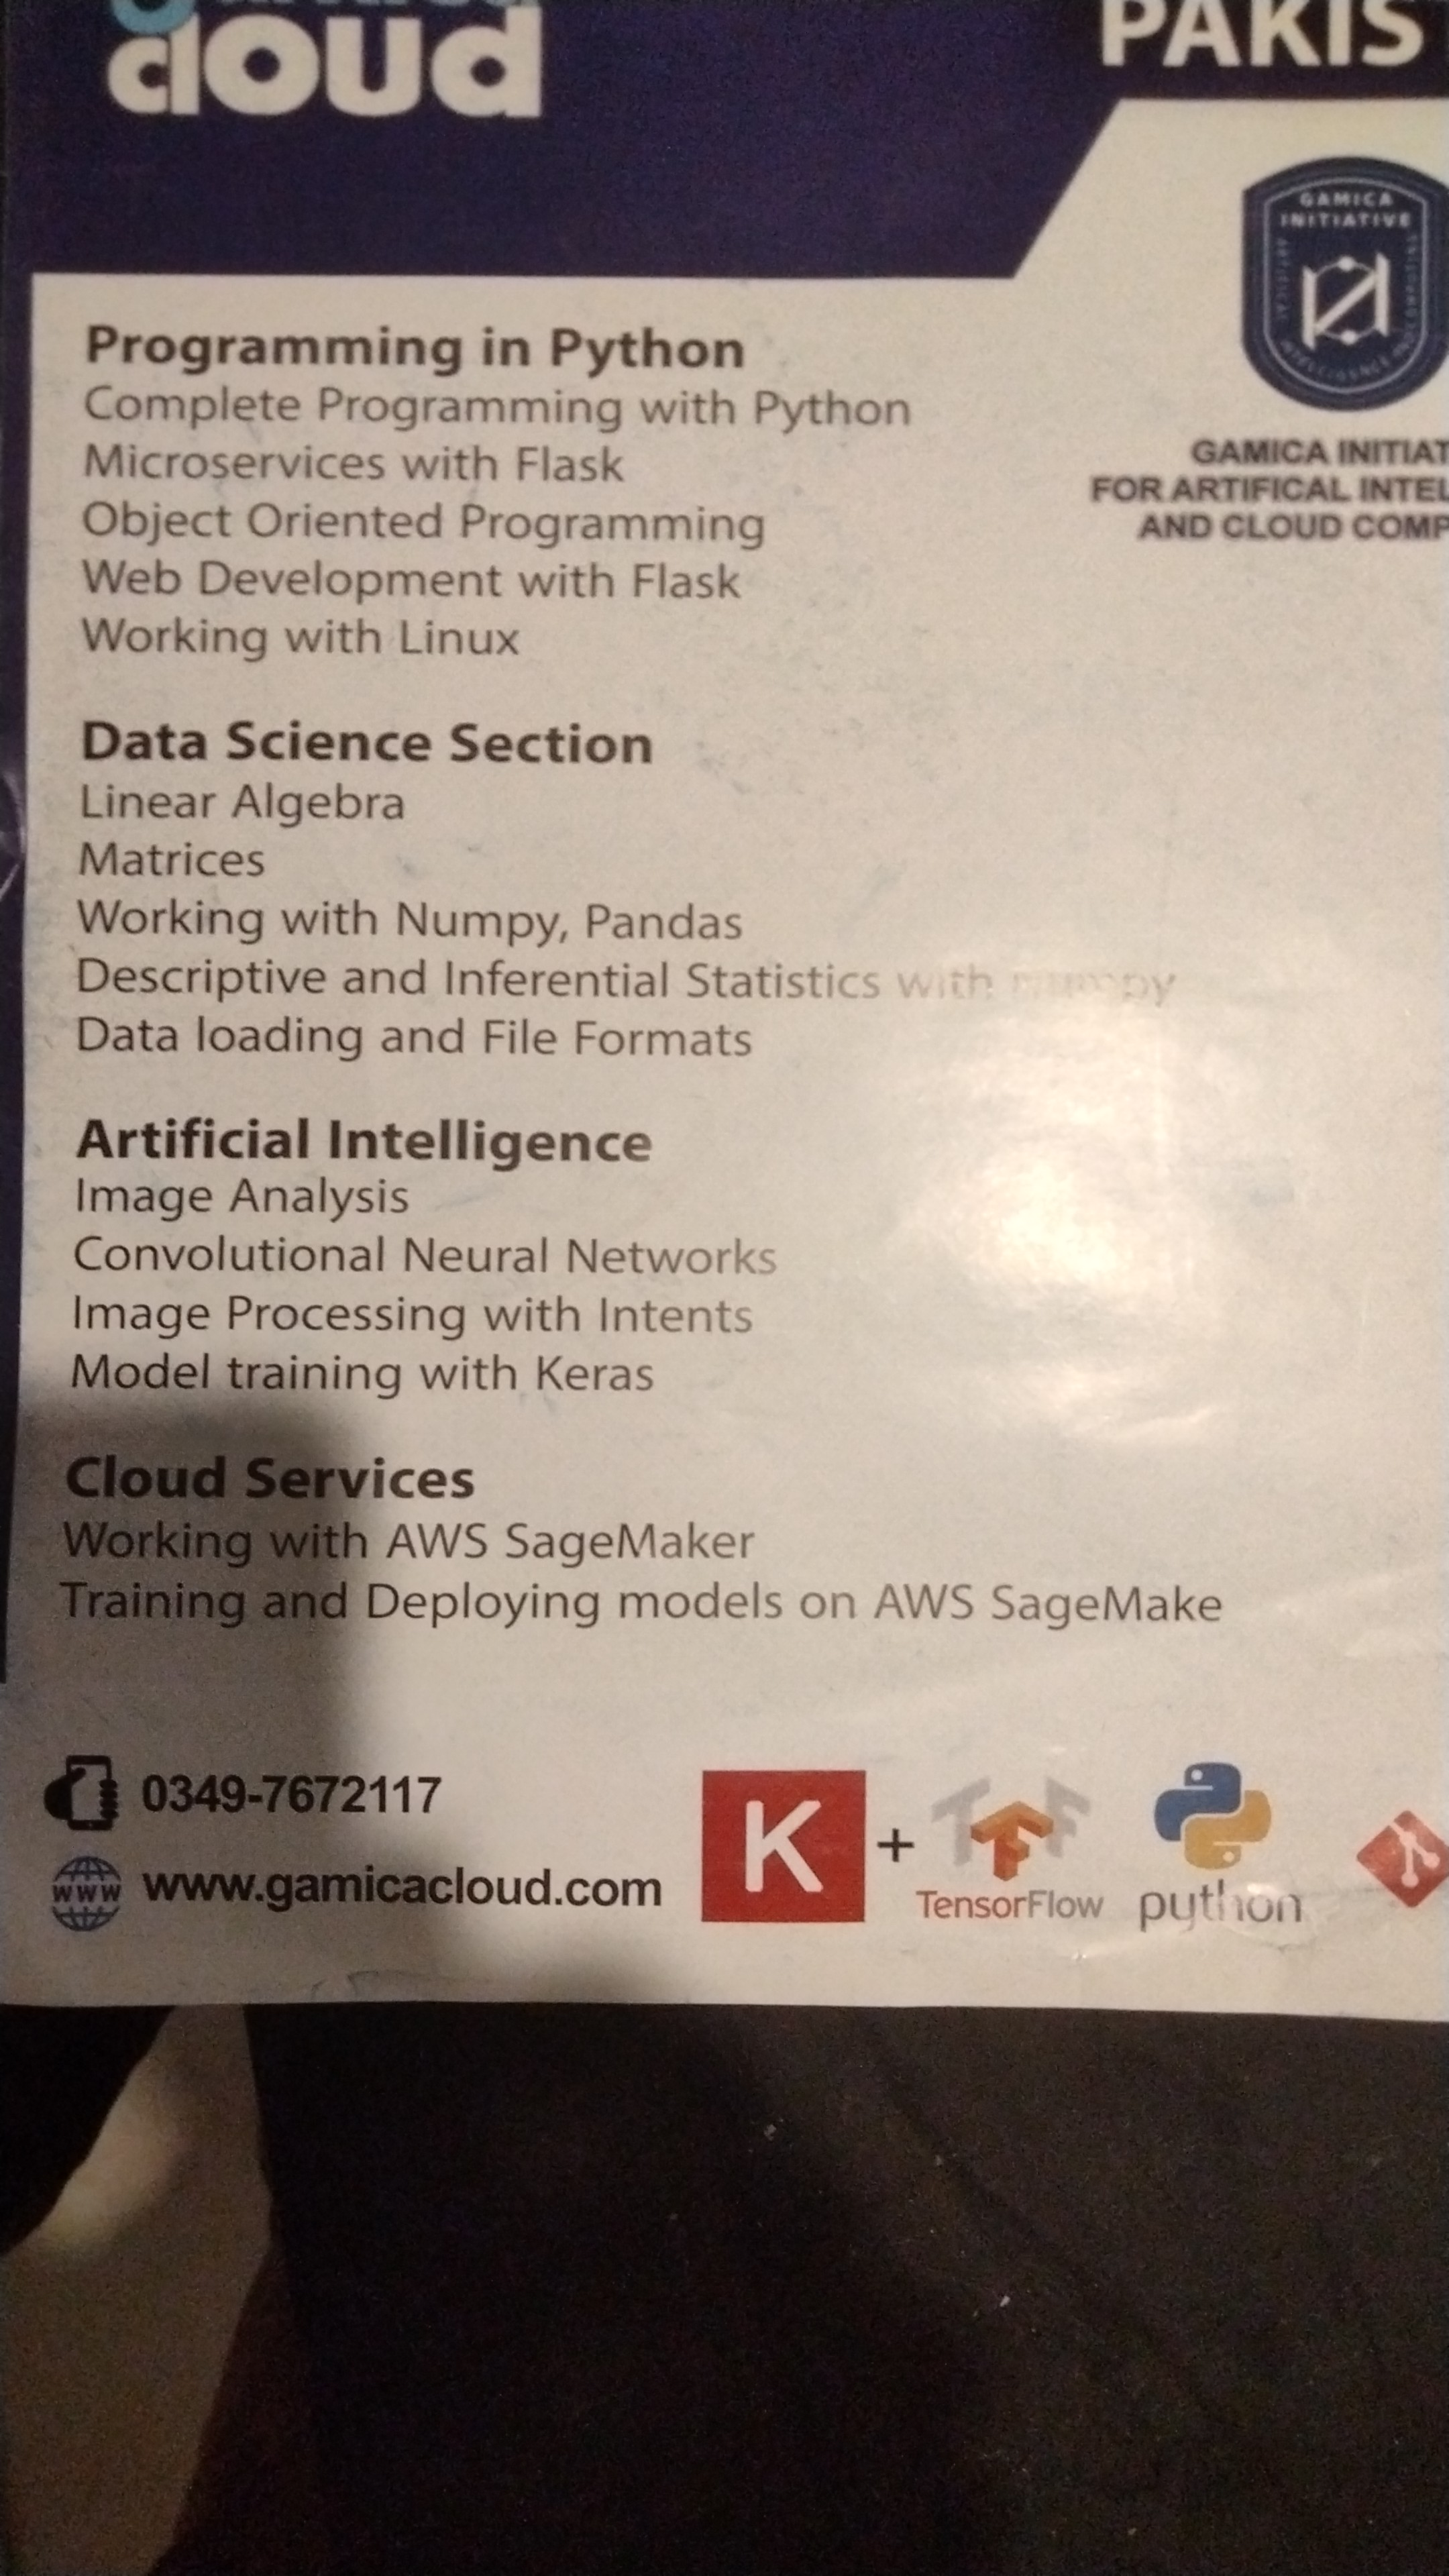 cloud
PAKIS
GAMICA
INITIATIVE
GAMICA INITIAT
FOR ARTIFICAL INTEL
AND CLOUD COMP
Programming in Python
Complete Programming with Python
Microservices with Flask
Object Oriented Programming
Web Development with Flask
Working with Linux
Data Science Section
Linear Algebra
Matrices
Working with Numpy, Pandas
Descriptive and Inferential Statistics with numpy
Data loading and File Formats
Artificial Intelligence
Image Analysis
Convolutional Neural Networks
Image Processing with Intents
Model training with Keras
Cloud Services
Working with AWS SageMaker
Training and Deploying models on AWS SageMake
0349-7672117
www www.gamicacloud.com
K + TF
TensorFlow
python